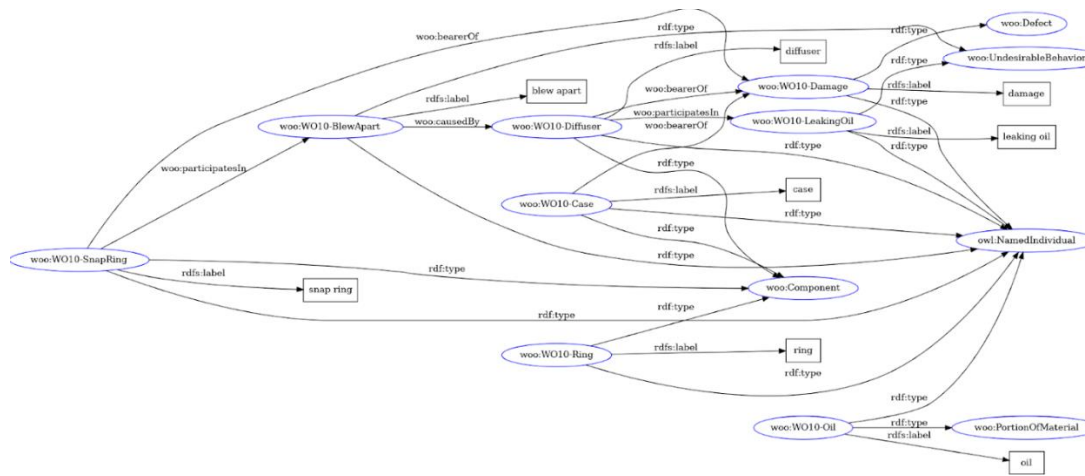 woo:bearerOf
rdf:type
woo:Defect
rdfs:label
diffuser
rdf:type
rdf:type
woo:UndesirableBehavior
woo:WO10-Damage
rdfs:label
blew apart
woo:bearerOf
rdfs:label
damage
rdf:type
woo:WO10-BlewApart
woo:causedBy
woo:WO10-Diffuser
woo:participatesIn
woo:bearerOf
woo:WO10-LeakingOil
rdfs:label
leaking oil
rdf:type
rdf:type
woo:participatesIn
rdf:type
rdfs:label
case
woo:WO10-Case
rdf:type
rdf:type
owl:NamedIndividual
woo:WO10-SnapRing
rdf:type
rdf:type
rdfs:label
snap ring
woo:Component
rdf:type
rdf:type
woo:WO10-Ring
rdfs:label
ring
rdf:type
rdf:type
woo:WO10-Oil
rdf:type
woo:PortionOfMaterial
rdfs:label
oil